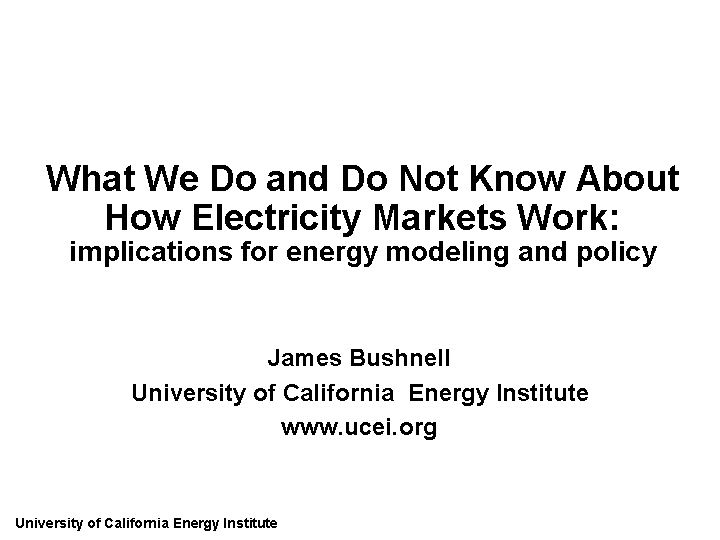 What We Do and Do Not Know About
How Electricity Markets Work:
implications for energy modeling and policy
James Bushnell
University of California  Energy Institute
www.ucei.org
University of California Energy Institute